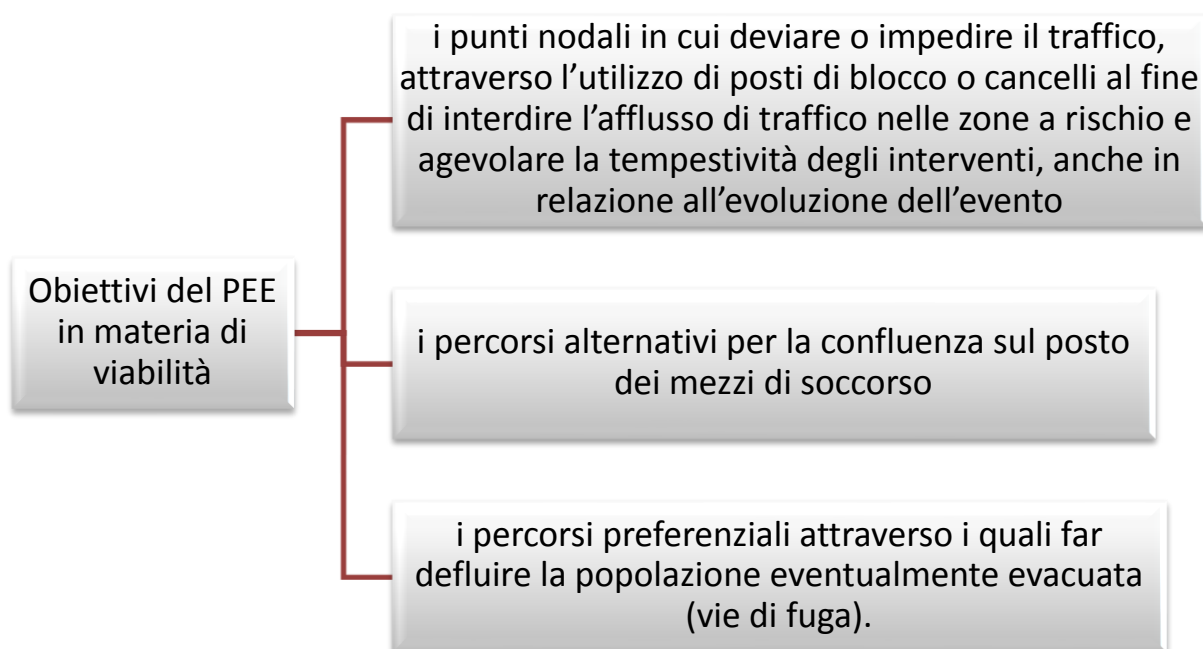 i punti nodali in cui deviare o impedire il traffico,
attraverso l’utilizzo di posti di blocco o cancelli al fine
di interdire l’afflusso di traffico nelle zone a rischio e
agevolare la tempestività degli interventi, anche in
relazione all’evoluzione dell’evento
Obiettivi del PEE
in materia di
viabilità
i percorsi alternativi per la confluenza sul posto
dei mezzi di soccorso
i percorsi preferenziali attraverso i quali far
defluire la popolazione eventualmente evacuata
(vie di fuga).